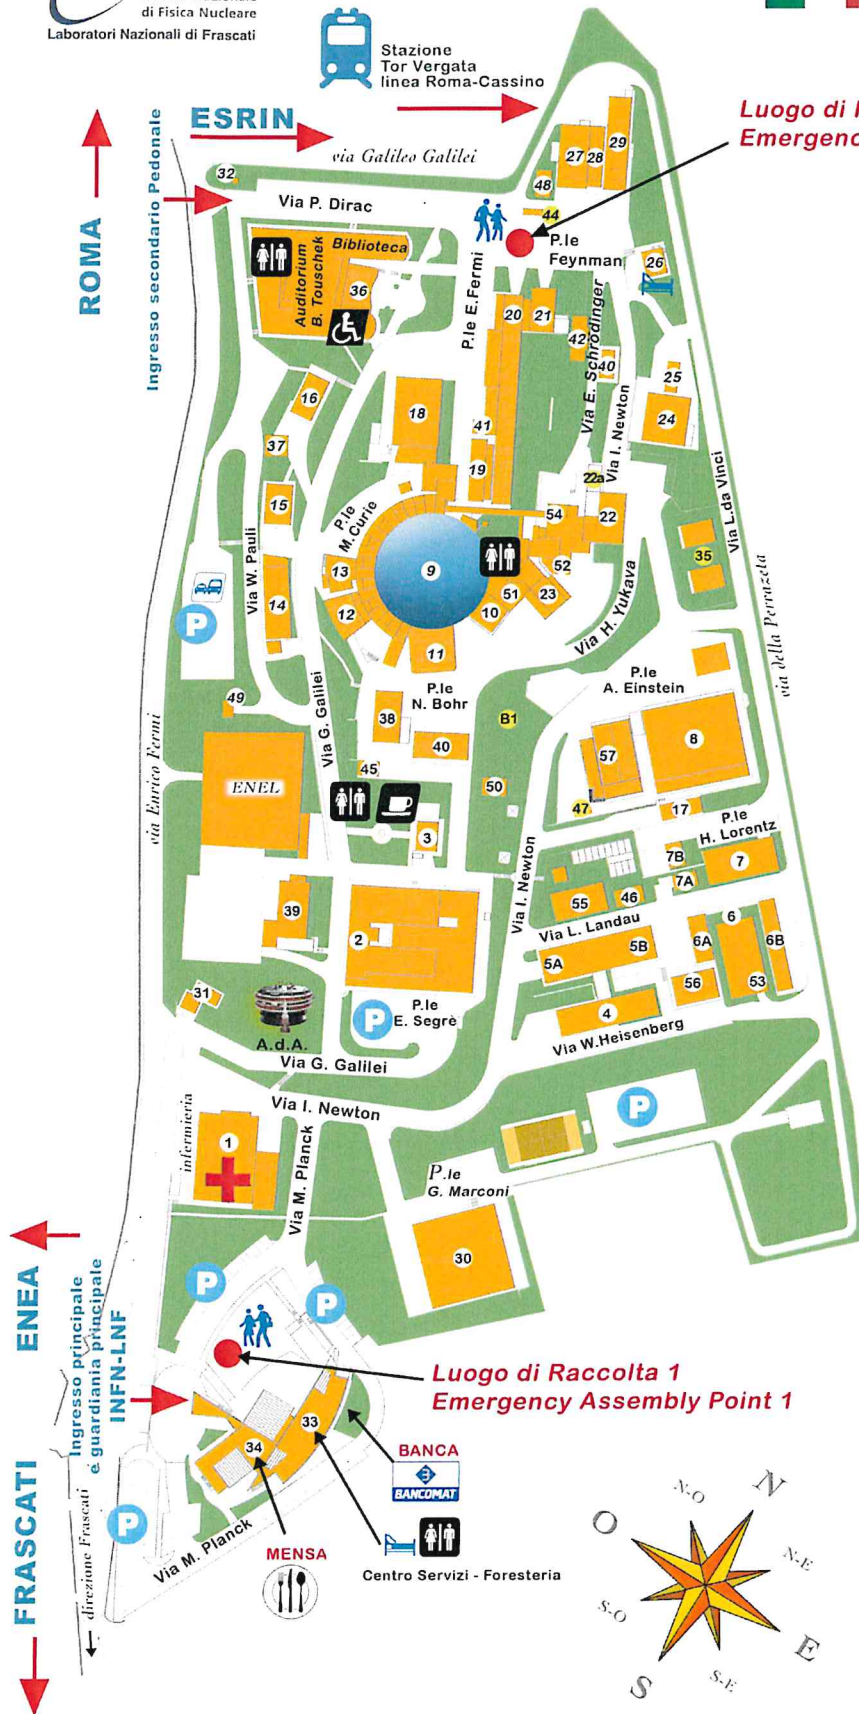 di Fisica Nucleare
Laboratori Nazionali di Frascati
Stazione
Tor Vergata
linea Roma-Cassino
ESRIN
ROMA
Ingresso secondario Pedonale
via Galileo Galilei
Luogo di
Emergenc
32
Via P. Dirac
27
28
29
48
44
P.le
Feynman
26
Biblioteca
Auditorium
B. Touschek
36
P.le E.Fermi
20
21
42
40
Via E. Schrödinger
Via I. Newton
25
24
16
18
41
37
19
15
P.le
M.Curie
22a
22
54
Via L.da Vinci
35
Via W. Pauli
13
9
52
51
23
10
14
12
11
P
Via H. Yukava
via della Perrazeta
P.le
N. Bohr
P.le
A. Einstein
49
Via G. Galilei
38
40
B1
57
8
via Enrico Fermi
ENEL
45
50
47
17
P.le
H. Lorentz
3
7B
7
7A
Via I. Newton
39
2
55
46
Via L. Landau
6
6A
6B
5A
5B
56
53
31
A.d.A.
P
P.le
E. Segrè
4
Via W.Heisenberg
Via G. Galilei
Via I. Newton
P
infermieria
1
Via M. Planck
P.le
G. Marconi
30
P
P
ENEA
Ingresso principale
e guardiania principale
INFN-LNF
Luogo di Raccolta 1
Emergency Assembly Point 1
33
34
BANCA
BANCOMAT
FRASCATI
direzione Frascati
P
Via M. Planck
MENSA
Centro Servizi - Foresteria
N
N-O
O
N-E
S-O
E
S-E
S